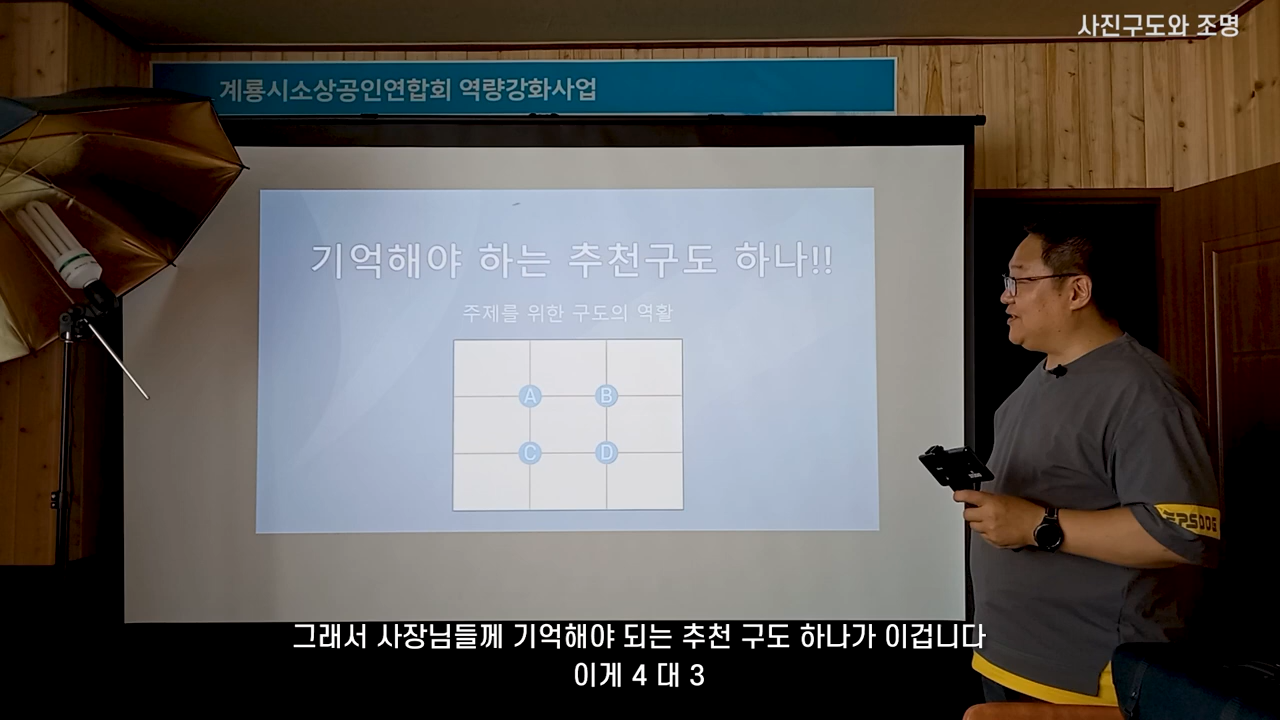 사진구도와 조명
계룡시소상공인연합회 역량강화사업
기억해야 하는 추천구도 하나!!
주제를 위한 구도의 역활
A B
C D
그래서 사장님들께 기억해야 되는 추천 구도 하나가 이겁니다
이게 4 대 3